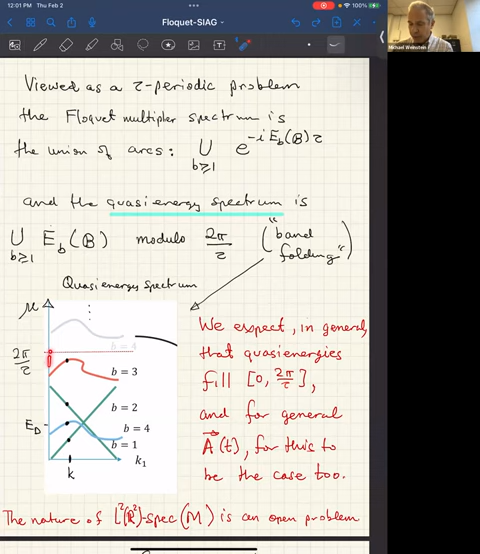 12:01 PM Thu Feb 2
Floquet-SIAG
Michael Weinstein
Viewed as a τ-periodic problem
the Floquet multiplier spectrum is
the union of arcs: ⋃_{b≥1} e^{-i E_b(B) τ}
and the quasienergy spectrum is
⋃_{b≥1} E_b(B) modulo 2π/τ ("band folding")
Quasienergy spectrum
μ
b = 4
2π/τ
b = 3
b = 2
E_D
b = 4
b = 1
k
k₁
We expect, in general,
that quasienergies
fill [0, 2π/τ],
and for general
A(t), for this to
be the case too.
The nature of L²(ℝ²)-spec(M) is an open problem